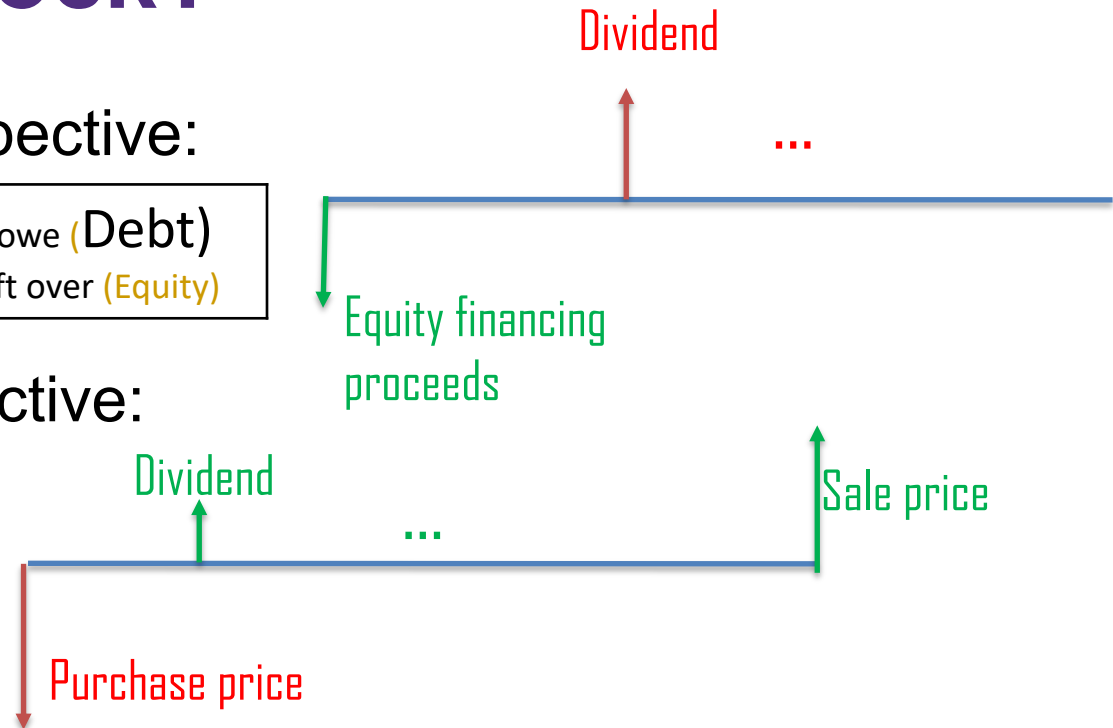 Dividend
pective:
...
owe (Debt)
ft over (Equity)
Equity financing
proceeds
ctive:
Dividend
Sale price
...
Purchase price